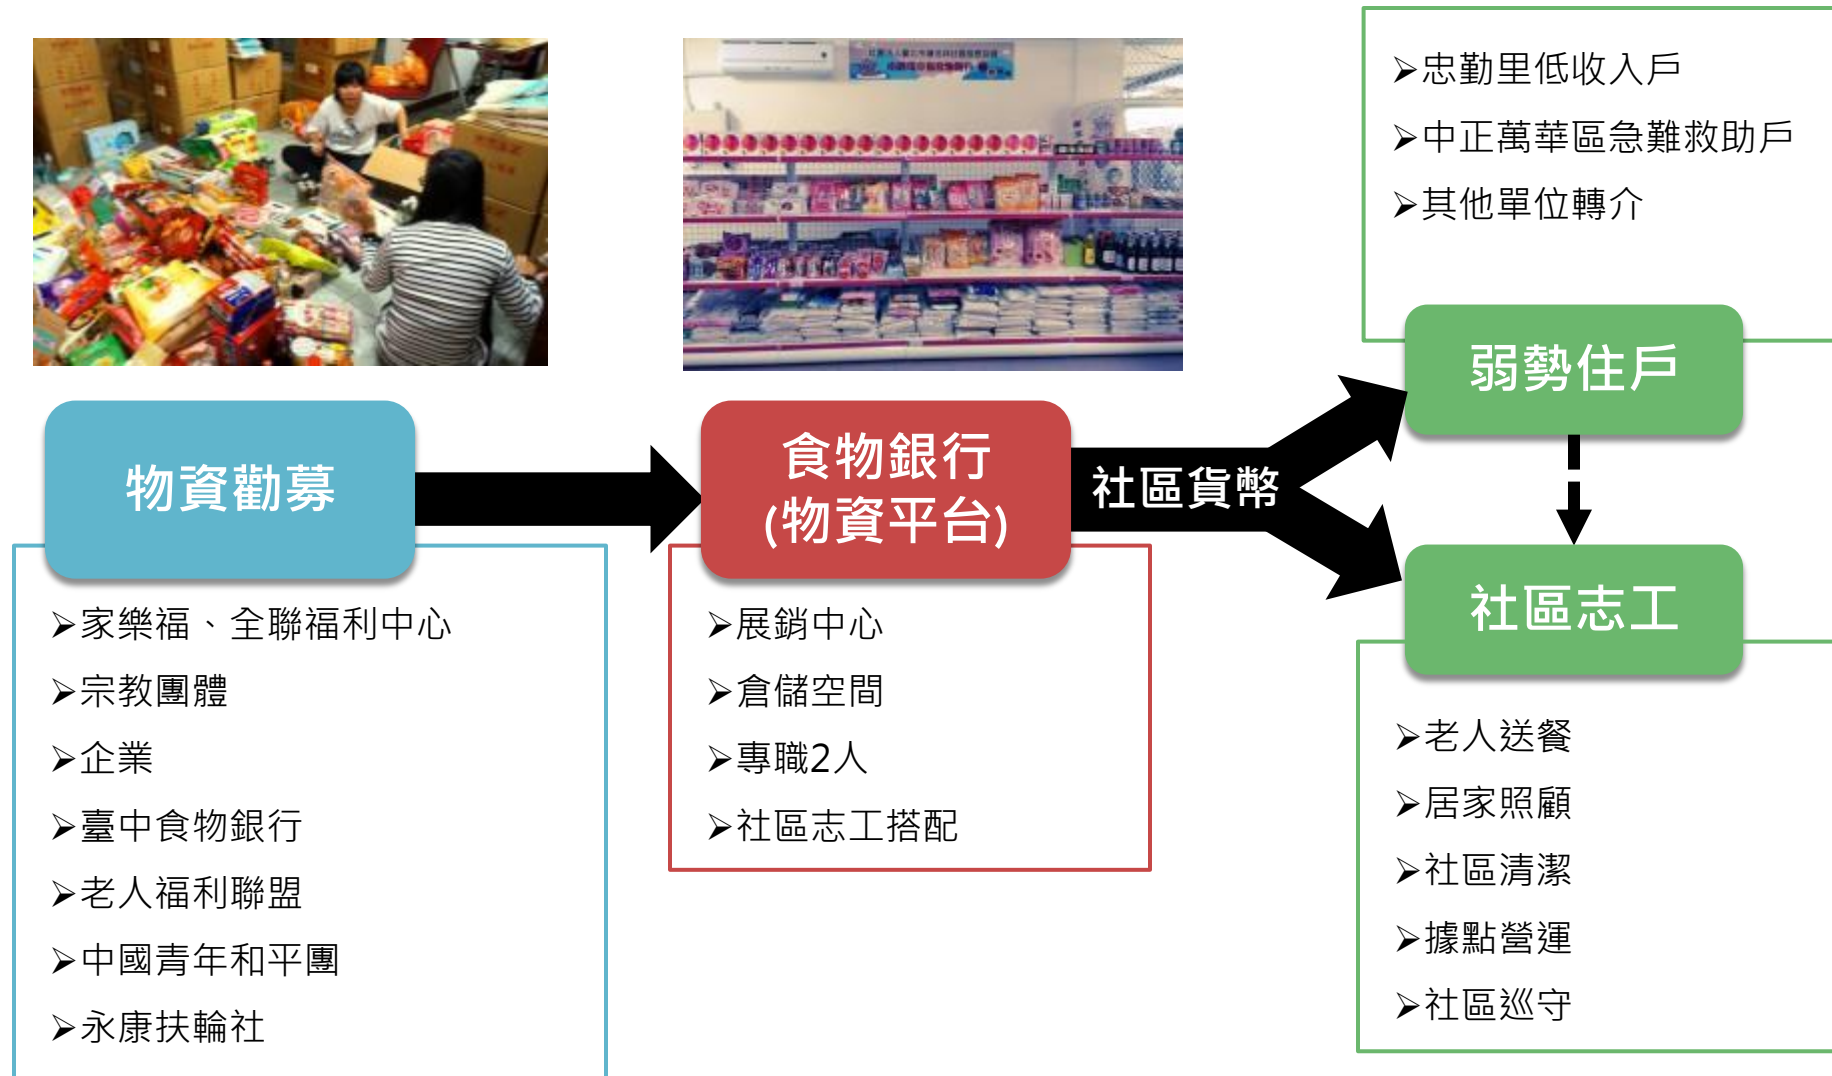 物資勸募
➢家樂福、全聯福利中心
➢宗教團體
➢企業
➢臺中食物銀行
➢老人福利聯盟
➢中國青年和平團
➢永康扶輪社
食物銀行
(物資平台)
➢展銷中心
➢倉儲空間
➢專職2人
➢社區志工搭配
社區貨幣
➢忠勤里低收入戶
➢中正萬華區急難救助戶
➢其他單位轉介
弱勢住戶
社區志工
➢老人送餐
➢居家照顧
➢社區清潔
➢據點營運
➢社區巡守